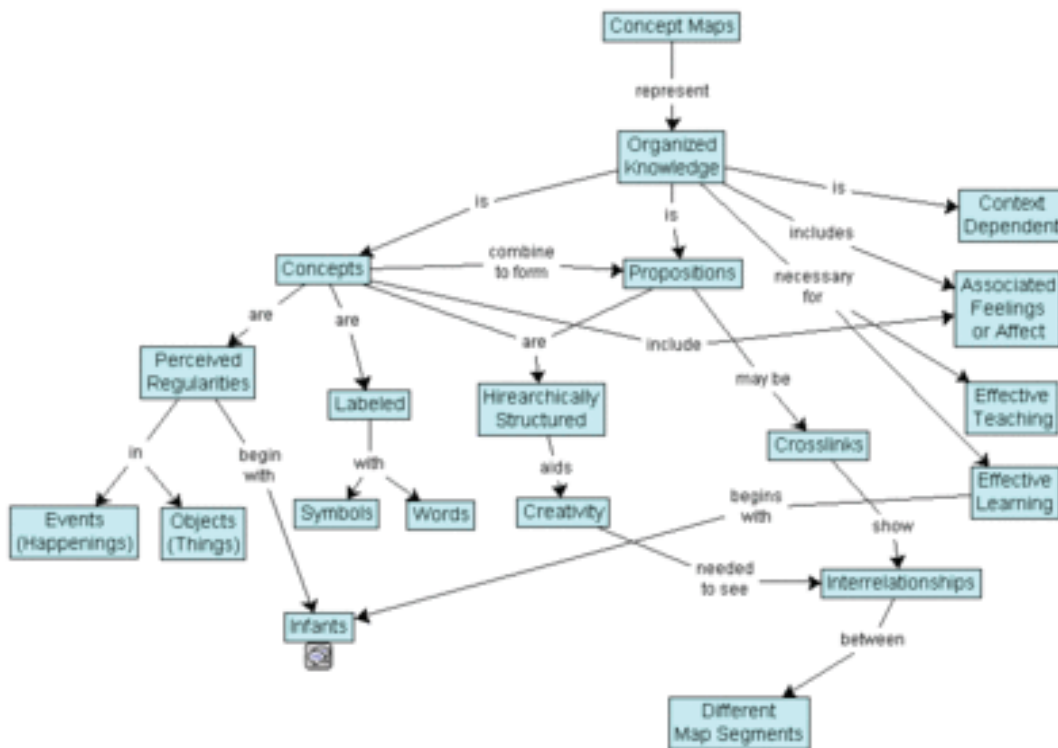 Concept Maps
represent
Organized
Knowledge
is
is
is
includes
necessary
for
Context
Dependent
Concepts
combine
to form
Propositions
Associated
Feelings
or Affect
are
are
are
include
Perceived
Regularities
Labeled
Hirearchically
Structured
may be
Effective
Teaching
Crosslinks
in
begin
with
with
aids
Effective
Learning
Events
(Happenings)
Objects
(Things)
Symbols
Words
Creativity
begins
with
show
needed
to see
Interrelationships
Infants
between
Different
Map Segments